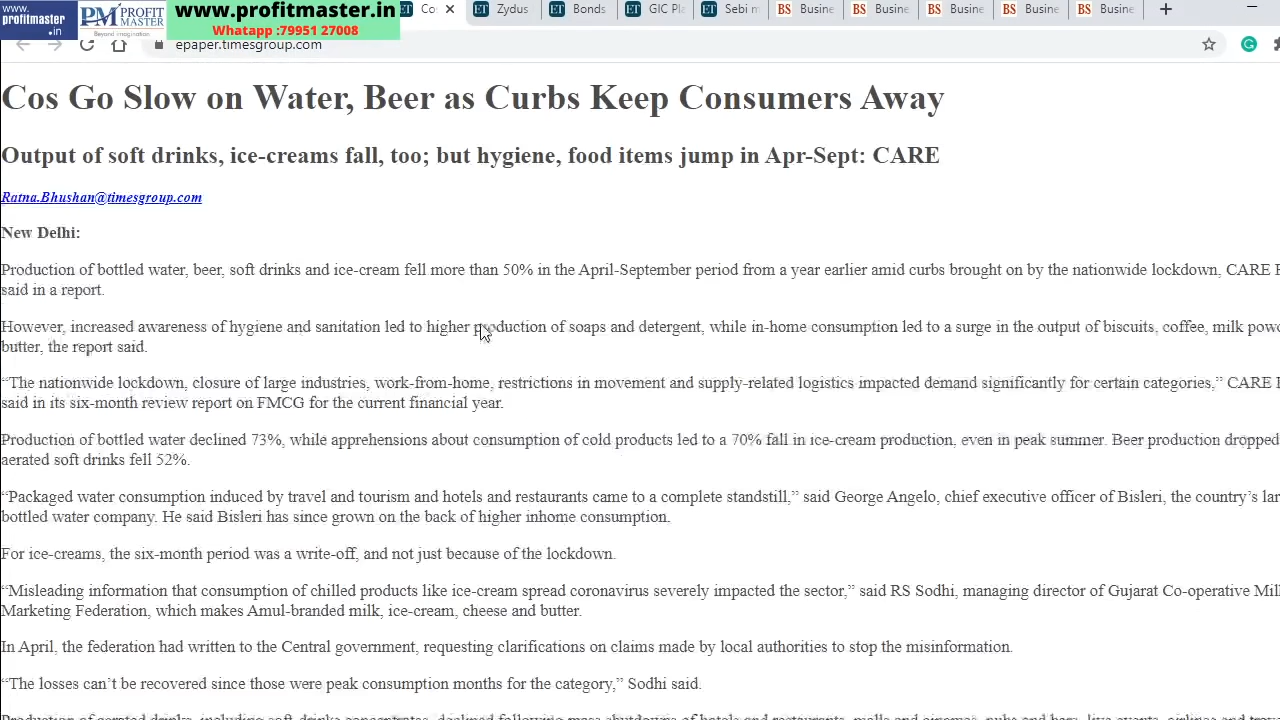 www.
profitmaster
.in
PM PROFIT MASTER
Beyond imagination
www.profitmaster.in
Whatapp :79951 27008
ET Co
ET Zydus
ET Bonds
ET GIC Pl
ET Sebi m
BS Busine
BS Busine
BS Busine
BS Busine
BS Busine
epaper.timesgroup.com
Cos Go Slow on Water, Beer as Curbs Keep Consumers Away
Output of soft drinks, ice-creams fall, too; but hygiene, food items jump in Apr-Sept: CARE
Ratna.Bhushan@timesgroup.com
New Delhi:
Production of bottled water, beer, soft drinks and ice-cream fell more than 50% in the April-September period from a year earlier amid curbs brought on by the nationwide lockdown, CARE
said in a report.
However, increased awareness of hygiene and sanitation led to higher production of soaps and detergent, while in-home consumption led to a surge in the output of biscuits, coffee, milk pow
butter, the report said.
“The nationwide lockdown, closure of large industries, work-from-home, restrictions in movement and supply-related logistics impacted demand significantly for certain categories,” CARE
said in its six-month review report on FMCG for the current financial year.
Production of bottled water declined 73%, while apprehensions about consumption of cold products led to a 70% fall in ice-cream production, even in peak summer. Beer production dropped
aerated soft drinks fell 52%.
“Packaged water consumption induced by travel and tourism and hotels and restaurants came to a complete standstill,” said George Angelo, chief executive officer of Bisleri, the country’s lar
bottled water company. He said Bisleri has since grown on the back of higher inhome consumption.
For ice-creams, the six-month period was a write-off, and not just because of the lockdown.
“Misleading information that consumption of chilled products like ice-cream spread coronavirus severely impacted the sector,” said RS Sodhi, managing director of Gujarat Co-operative Mil
Marketing Federation, which makes Amul-branded milk, ice-cream, cheese and butter.
In April, the federation had written to the Central government, requesting clarifications on claims made by local authorities to stop the misinformation.
“The losses can’t be recovered since those were peak consumption months for the category,” Sodhi said.